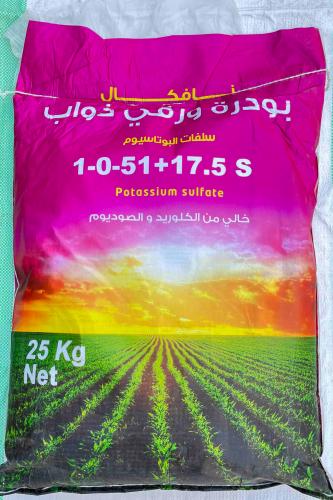 نـافكـــال
بودرة ورقي ذواب
سلفات البوتاسيوم
1-0-51+17.5 S
Potassium sulfate
خالي من الكلوريد و الصوديوم
25 Kg
Net